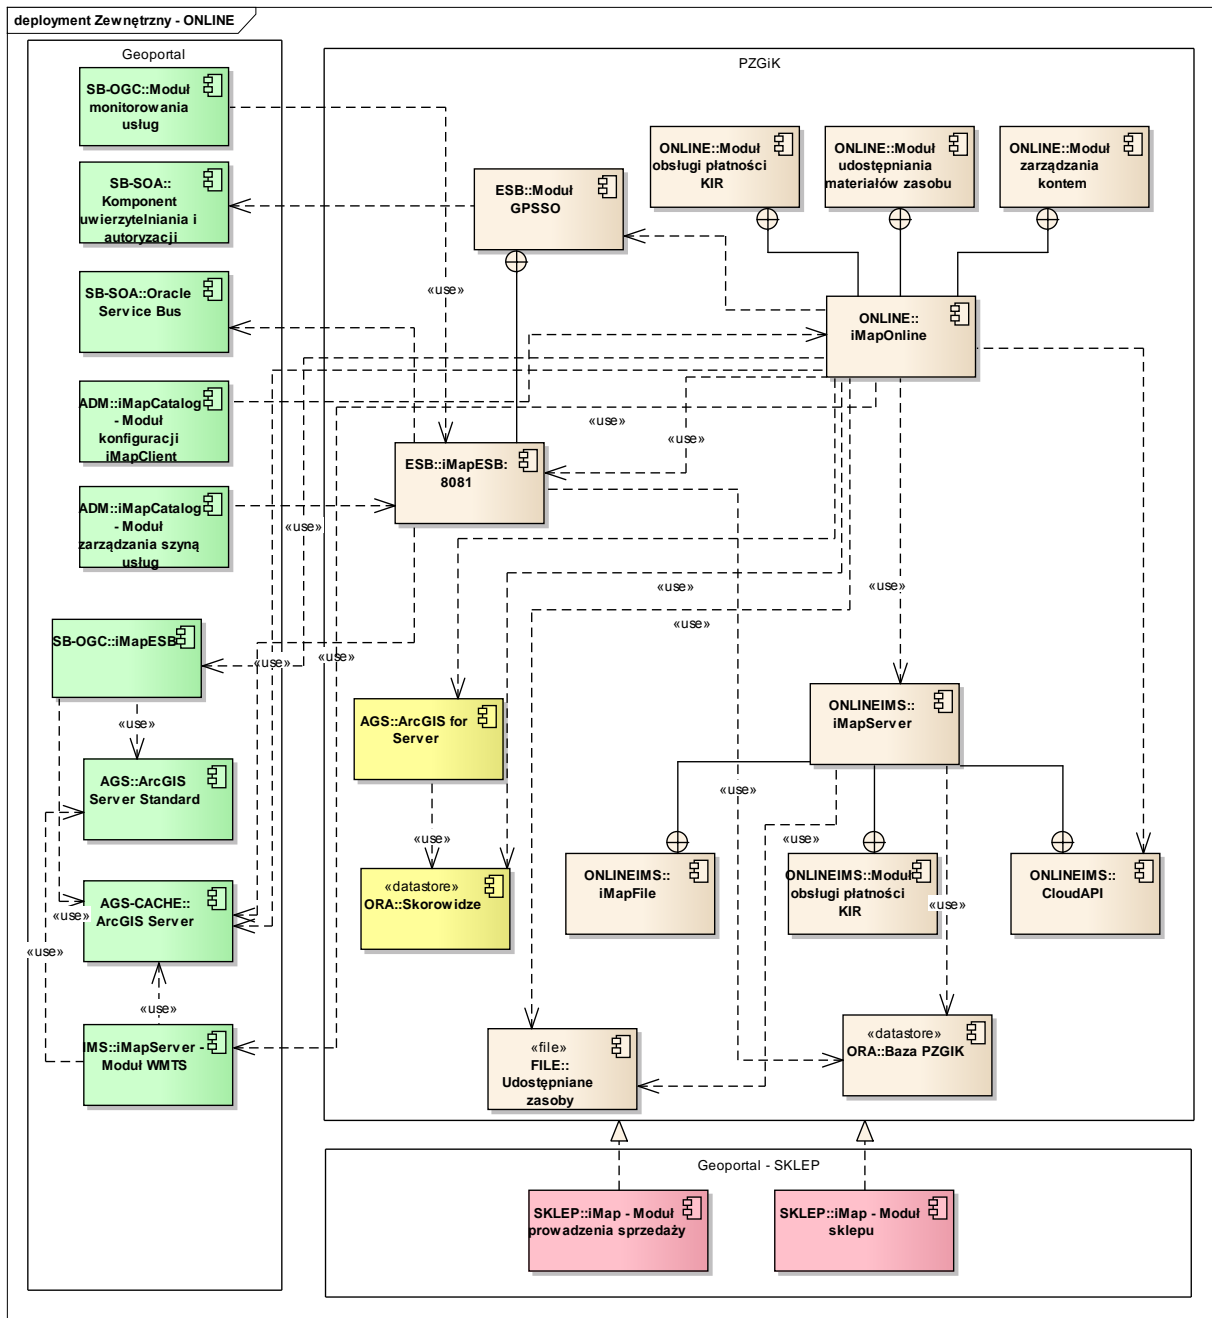 deployment Zewnętrzny - ONLINE
Geoportal
SB-OGC::Moduł
monitorowania
usług
SB-SOA::
Komponent
uwierzytelniania i
autoryzacji
SB-SOA::Oracle
Service Bus
ADM::iMapCatalog
- Moduł
konfiguracji
iMapClient
ADM::iMapCatalog
- Moduł
zarządzania szyną
usług
SB-OGC::iMapESB
«use»
AGS::ArcGIS
Server Standard
AGS-CACHE::
ArcGIS Server
«use»
«use»
«use»
IMS::iMapServer -
Moduł WMTS
PZGiK
ONLINE::Moduł
obsługi płatności
KIR
ONLINE::Moduł
udostępniania
materiałów zasobu
ONLINE::Moduł
zarządzania
kontem
ESB::Moduł
GPSSO
«use»
ONLINE::
iMapOnline
«use»
«use»
ESB::iMapESB:
8081
«use»
«use»
«use»
«use»
«use»
«use»
«use»
AGS::ArcGIS for
Server
ONLINEIMS::
iMapServer
«use»
«use»
«use»
«datastore»
ORA::Skorowidze
ONLINEIMS::
iMapFile
ONLINEIMS::Moduł
obsługi płatności
KIR
«use»
ONLINEIMS::
CloudAPI
«file»
FILE::
Udostępniane
zasoby
«datastore»
ORA::Baza PZGIK
Geoportal - SKLEP
SKLEP::iMap - Moduł
prowadzenia sprzedaży
SKLEP::iMap - Moduł
sklepu